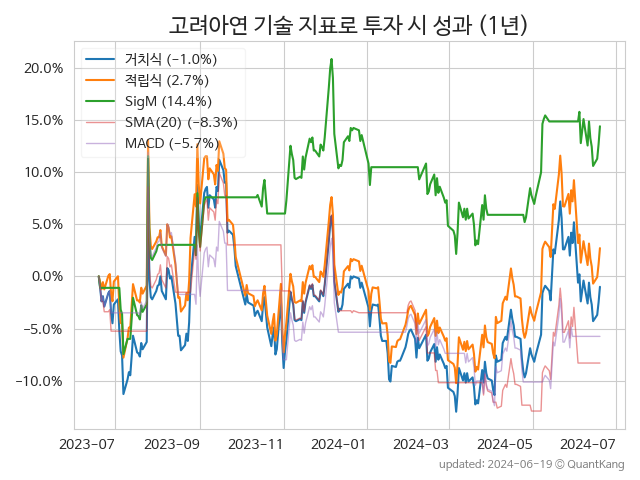 고려아연 기술 지표로 투자 시 성과 (1년)
거치식 (−1.0%)
적립식 (2.7%)
SigM (14.4%)
SMA(20) (−8.3%)
MACD (−5.7%)
20.0%
15.0%
10.0%
5.0%
0.0%
−5.0%
−10.0%
2023-07 2023-09 2023-11 2024-01 2024-03 2024-05 2024-07
updated: 2024-06-19 ⓒ QuantKang